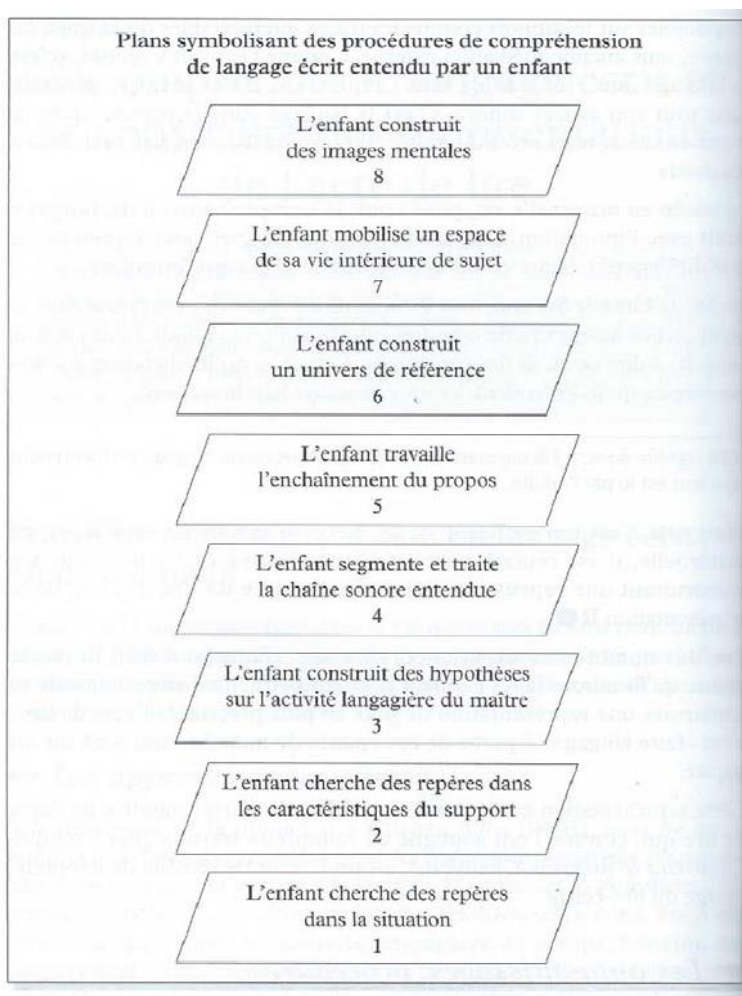 Plans symbolisant des procédures de compréhension
de langage écrit entendu par un enfant
L'enfant construit
des images mentales
8
L'enfant mobilise un espace
de sa vie intérieure de sujet
7
L'enfant construit
un univers de référence
6
L'enfant travaille
l'enchaînement du propos
5
L'enfant segmente et traite
la chaîne sonore entendue
4
L'enfant construit des hypothèses
sur l'activité langagière du maître
3
L'enfant cherche des repères dans
les caractéristiques du support
2
L'enfant cherche des repères
dans la situation
1